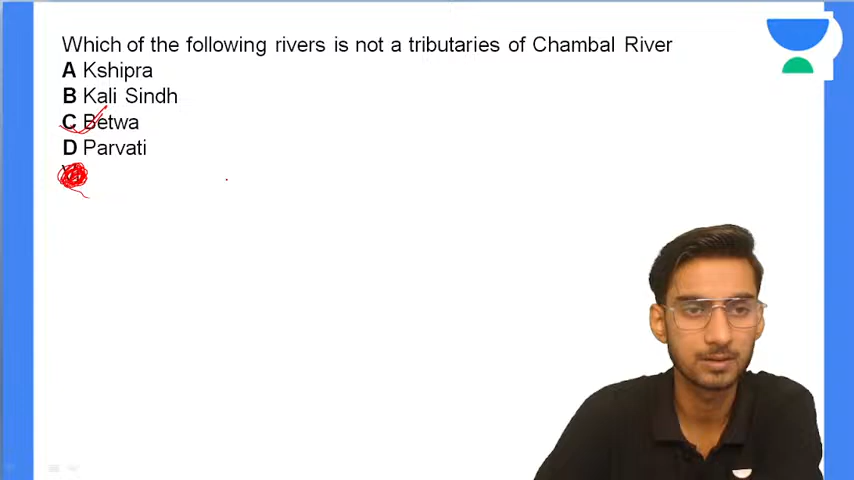 Which of the following rivers is not a tributaries of Chambal River
A Kshipra
B Kali Sindh
C Betwa
D Parvati